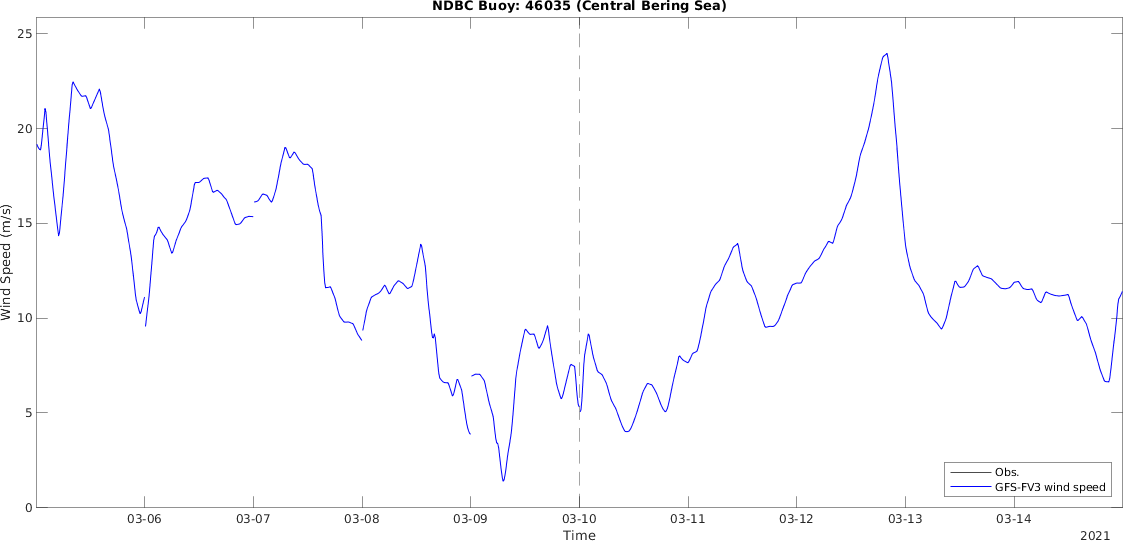 NDBC Buoy: 46035 (Central Bering Sea)
25
20
15
10
5
0
Wind Speed (m/s)
Obs.
GFS-FV3 wind speed
03-06 03-07 03-08 03-09 03-10 03-11 03-12 03-13 03-14
Time
2021